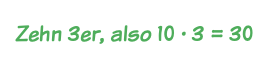 Zehn 3er, also 10 · 3 = 30